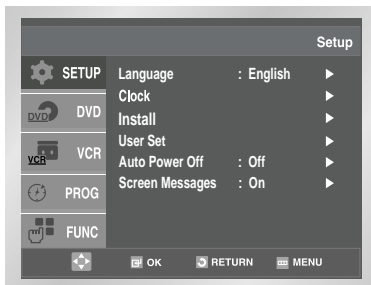 Setup
SETUP
DVD DVD
VCR VCR
PROG
FUNC
Language : English ►
Clock ►
Install ►
User Set ►
Auto Power Off : Off ►
Screen Messages : On ►
OK RETURN MENU